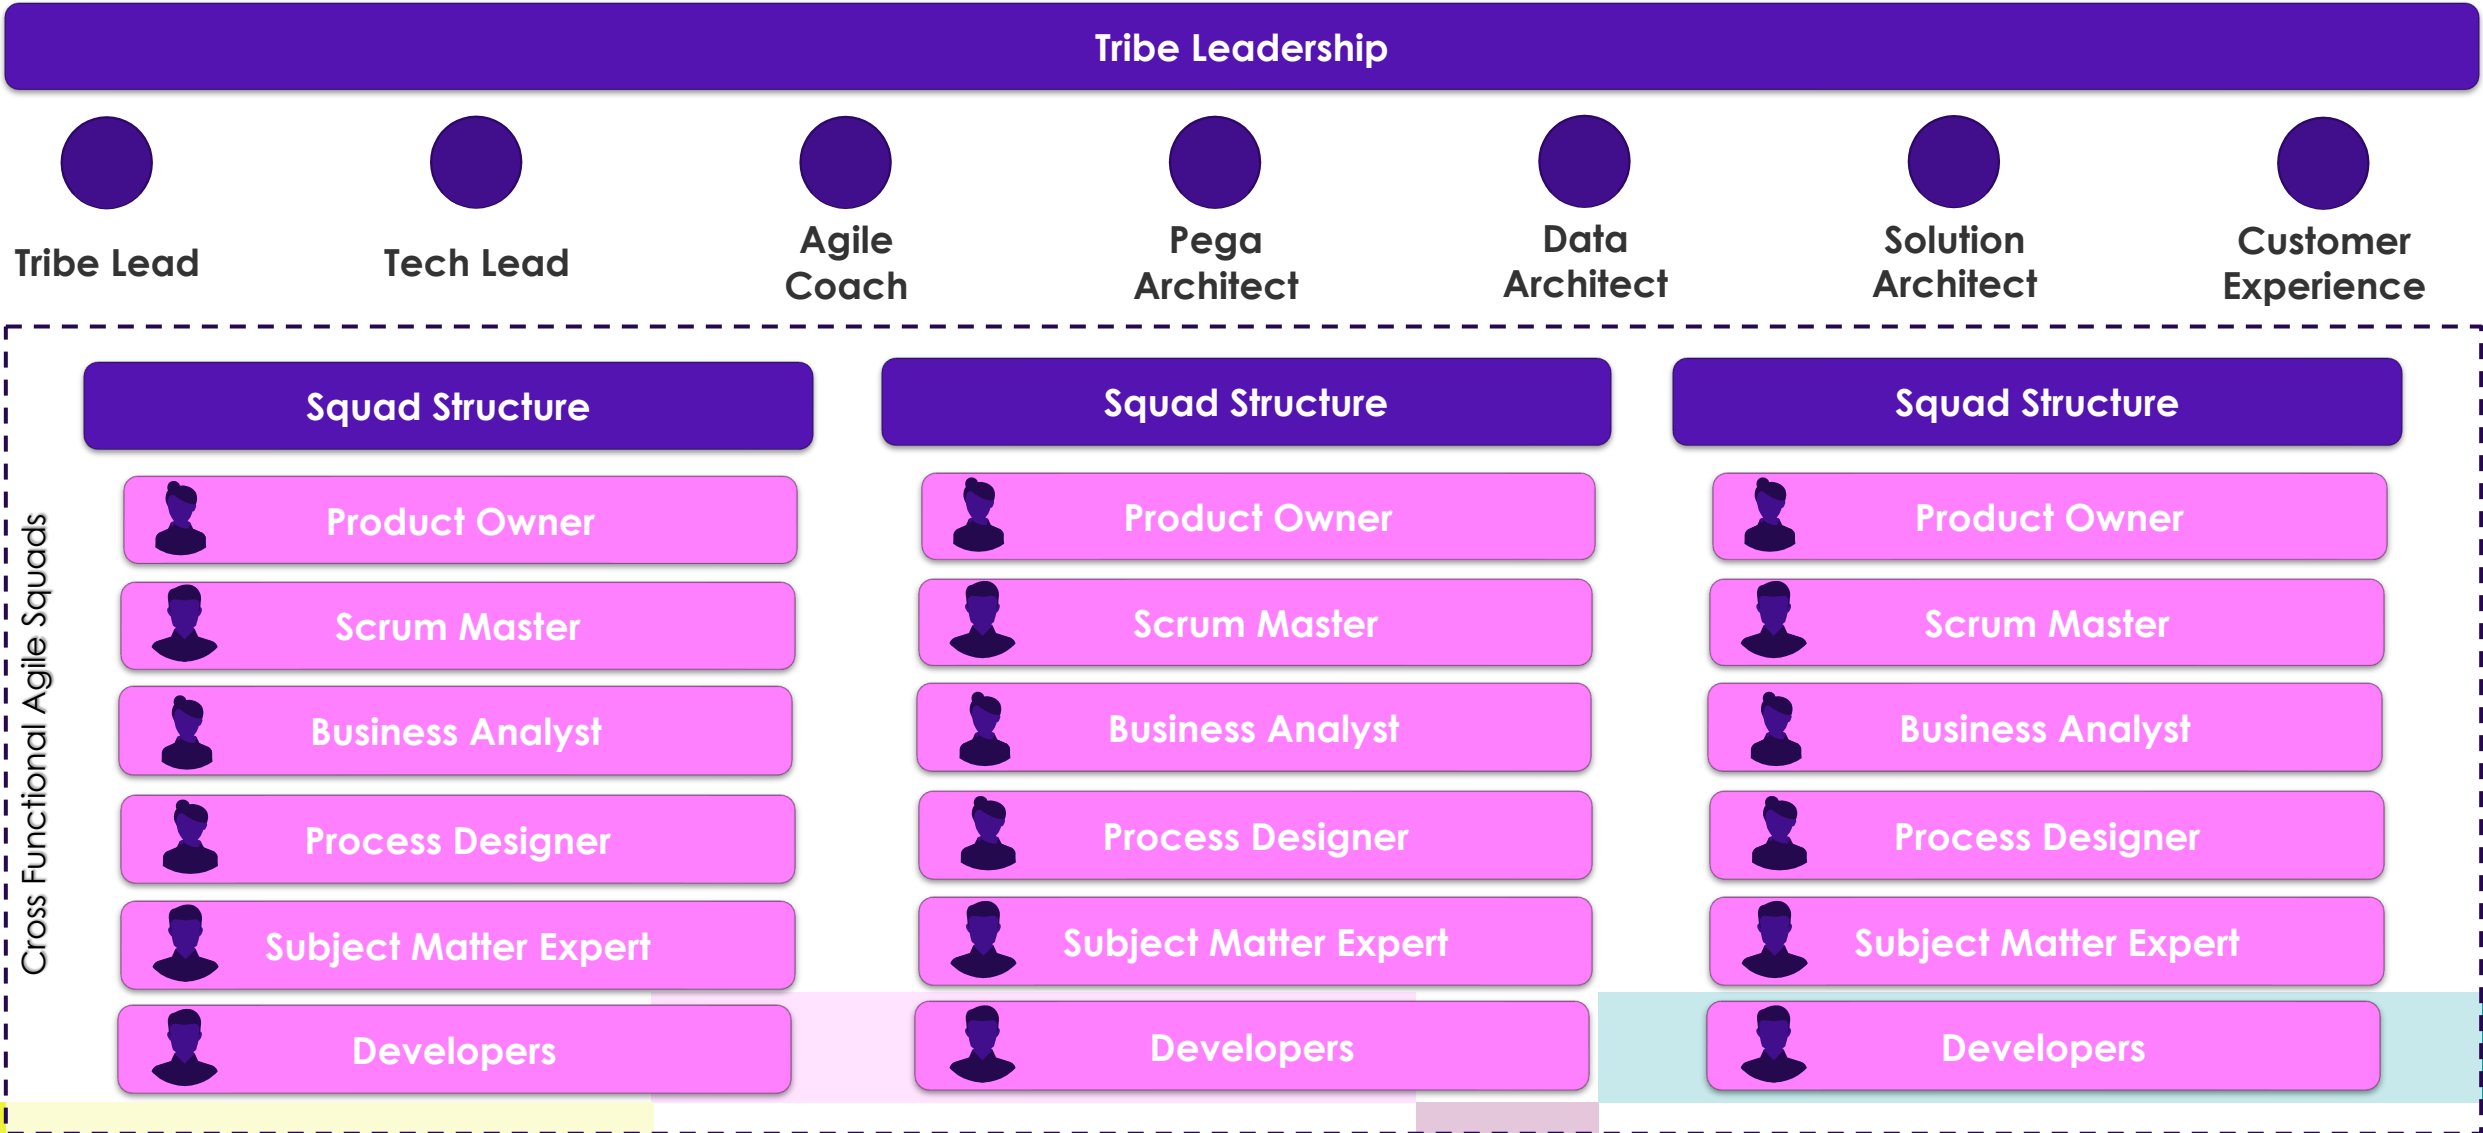 Tribe Leadership
Tribe Lead
Tech Lead
Agile
Coach
Pega
Architect
Data
Architect
Solution
Architect
Customer
Experience
Cross Functional Agile Squads
Squad Structure
Product Owner
Scrum Master
Business Analyst
Process Designer
Subject Matter Expert
Developers
Squad Structure
Product Owner
Scrum Master
Business Analyst
Process Designer
Subject Matter Expert
Developers
Squad Structure
Product Owner
Scrum Master
Business Analyst
Process Designer
Subject Matter Expert
Developers